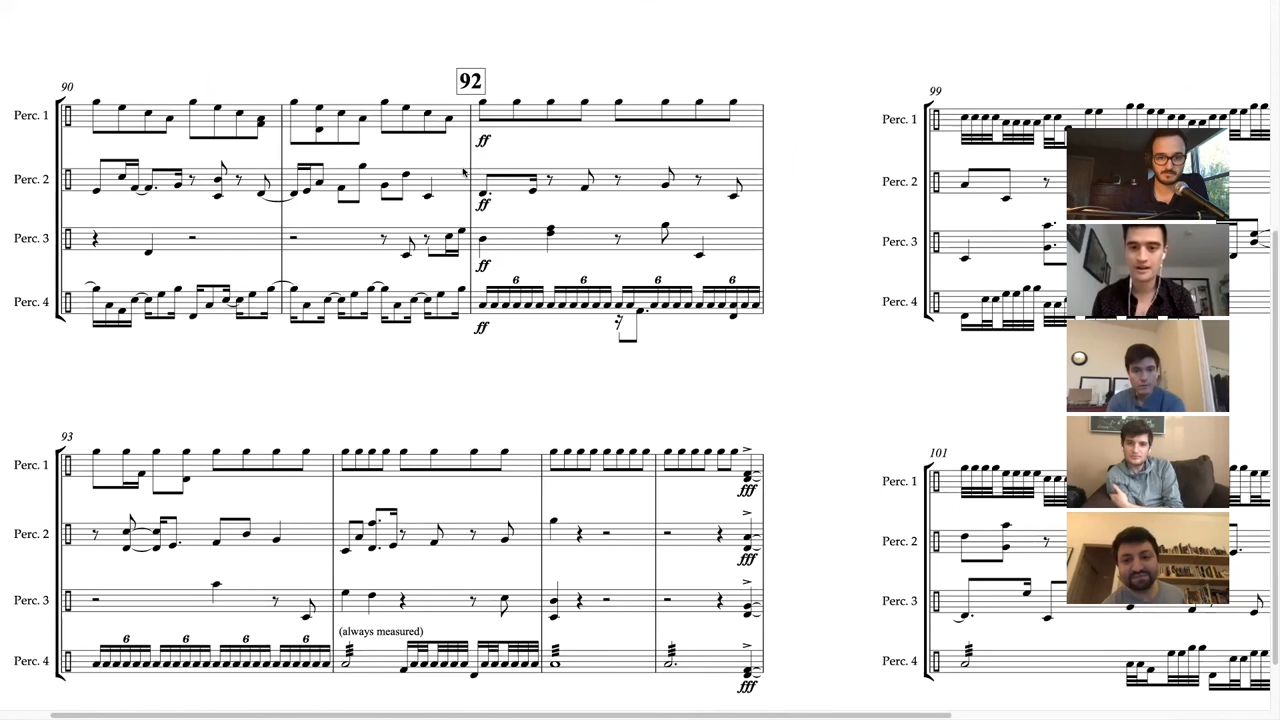 92
90
Perc. 1
ff
Perc. 2
ff
Perc. 3
ff
6 6 6 6
Perc. 4
ff
99
Perc. 1
Perc. 2
Perc. 3
Perc. 4
93
Perc. 1
fff
Perc. 2
fff
Perc. 3
fff
(always measured)
6 6 6 6
Perc. 4
fff
101
Perc. 1
Perc. 2
Perc. 3
Perc. 4